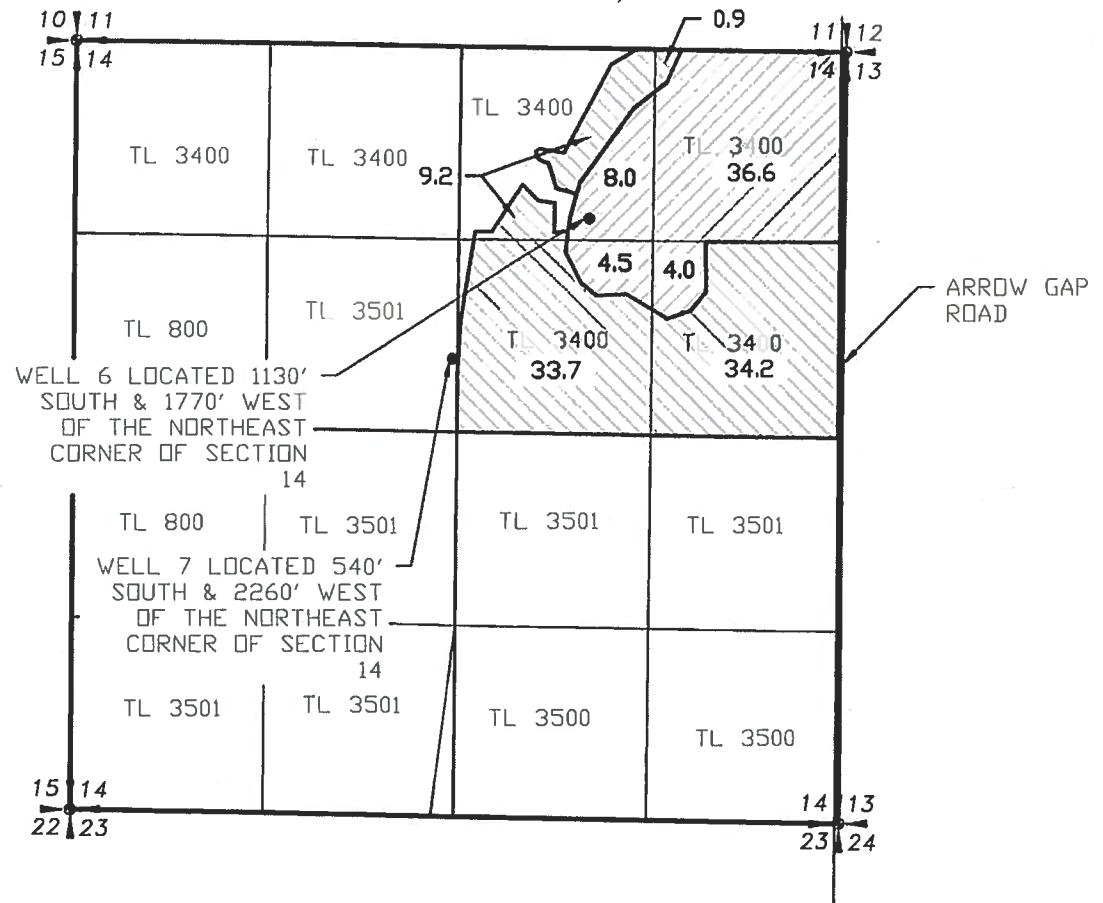 0.9
10 11
11 12
15 14
14 13
TL 3400
TL 3400
TL 3400
TL 3400
9.2
8.0
36.6
4.5
4.0
ARROW GAP
ROAD
TL 800
TL 3501
TL 3400
33.7
TL 3400
34.2
WELL 6 LOCATED 1130'
SOUTH & 1770' WEST
OF THE NORTHEAST
CORNER OF SECTION
14
TL 800
TL 3501
TL 3501
TL 3501
WELL 7 LOCATED 540'
SOUTH & 2260' WEST
OF THE NORTHEAST
CORNER OF SECTION
14
TL 3501
TL 3501
TL 3500
TL 3500
15 14
14 13
22 23
23 24